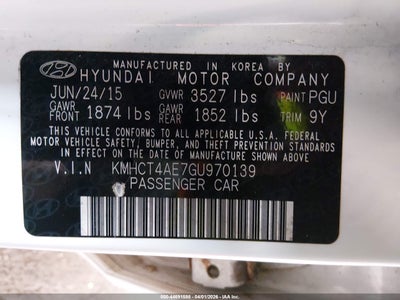 MANUFACTURED IN KOREA BY
HYUNDAI MOTOR COMPANY
JUN/24/15 GVWR 3527 lbs PAINT PGU
GAWR FRONT 1874 lbs GAWR REAR 1852 lbs TRIM 9Y
THIS VEHICLE CONFORMS TO ALL APPLICABLE U.S.A. FEDERAL
MOTOR VEHICLE SAFETY, BUMPER, AND THEFT PREVENTION STANDARDS
IN EFFECT ON THE DATE OF MANUFACTURE SHOWN ABOVE.
V.I.N KMHCT4AE7GU970139
PASSENGER CAR